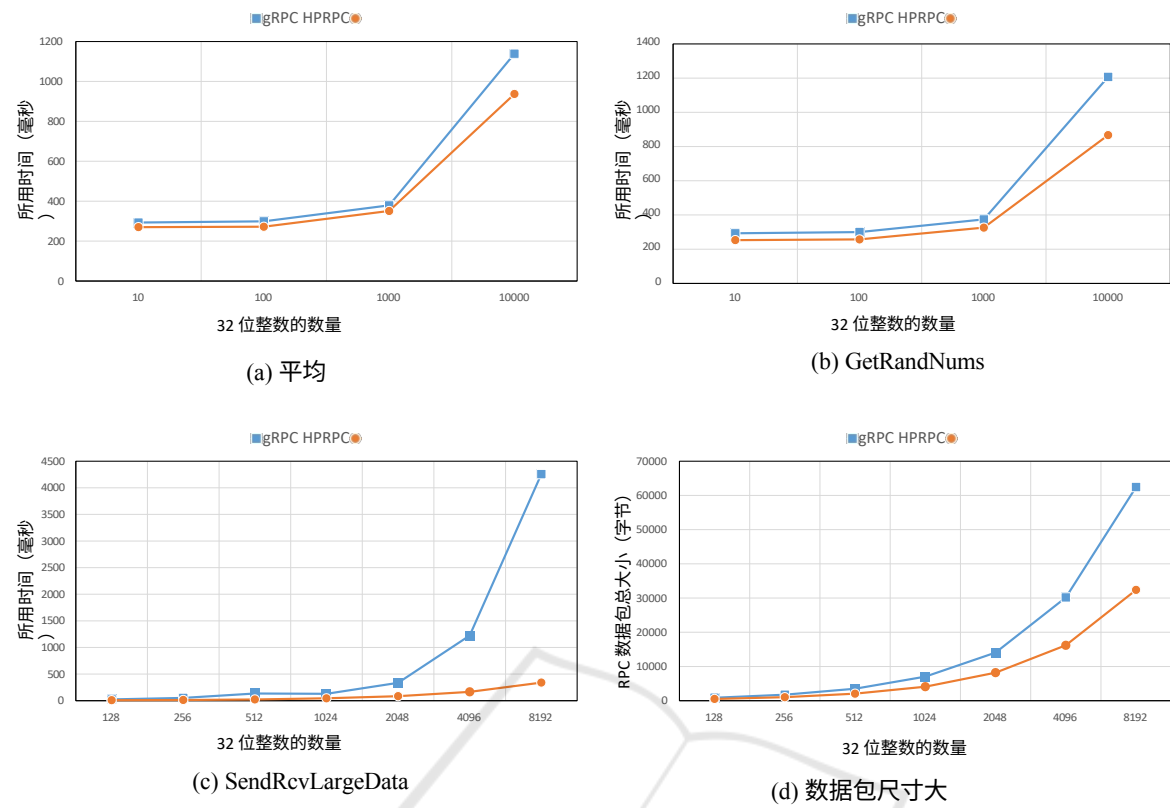 gRPC HPRPC
1200
1000
800
600
400
200
0
所用时间（毫秒
）
10 100 1000 10000
32 位整数的数量
(a) 平均
gRPC HPRPC
1400
1200
1000
800
600
400
200
0
所用时间（毫秒
）
10 100 1000 10000
32 位整数的数量
(b) GetRandNums
gRPC HPRPC
4500
4000
3500
3000
2500
2000
1500
1000
500
0
所用时间（毫秒
）
128 256 512 1024 2048 4096 8192
32 位整数的数量
(c) SendRcvLargeData
gRPC HPRPC
70000
60000
50000
40000
30000
20000
10000
0
RPC 数据包总大小（字节）
128 256 512 1024 2048 4096 8192
32 位整数的数量
(d) 数据包尺寸大